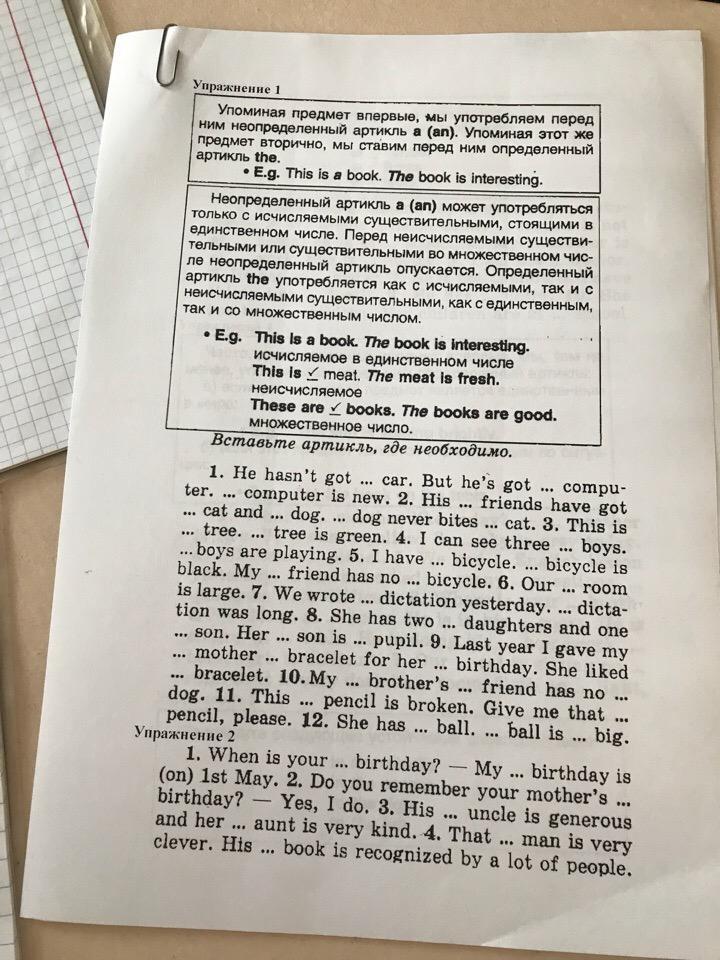 Упражнение 1
Упоминая предмет впервые, мы употребляем перед
ним неопределенный артикль a (an). Упоминая этот же
предмет вторично, мы ставим перед ним определенный
артикль the.
• E.g. This is a book. The book is interesting.
Неопределенный артикль a (an) может употребляться
только с исчисляемыми существительными, стоящими в
единственном числе. Перед неисчисляемыми существи-
тельными или существительными во множественном чис-
ле неопределенный артикль опускается. Определенный
артикль the употребляется как с исчисляемыми, так и с
неисчисляемыми существительными, как с единственным,
так и со множественным числом.
• E.g. This is a book. The book is interesting.
исчисляемое в единственном числе
This is ✓ meat. The meat is fresh.
неисчисляемое
These are ✓ books. The books are good.
множественное число.
Вставьте артикль, где необходимо.
1. He hasn't got ... car. But he's got ... compu-
ter. ... computer is new. 2. His ... friends have got
... cat and ... dog. ... dog never bites ... cat. 3. This is
... tree. ... tree is green. 4. I can see three ... boys.
... boys are playing. 5. I have ... bicycle. ... bicycle is
black. My ... friend has no ... bicycle. 6. Our ... room
is large. 7. We wrote ... dictation yesterday. ... dicta-
tion was long. 8. She has two ... daughters and one
... son. Her ... son is ... pupil. 9. Last year I gave my
... mother ... bracelet for her ... birthday. She liked
... bracelet. 10. My ... brother's ... friend has no ...
dog. 11. This ... pencil is broken. Give me that ...
pencil, please. 12. She has ... ball. ... ball is ... big.
Упражнение 2
1. When is your ... birthday? — My ... birthday is
(on) 1st May. 2. Do you remember your mother's ...
birthday? — Yes, I do. 3. His ... uncle is generous
and her ... aunt is very kind. 4. That ... man is very
clever. His ... book is recognized by a lot of people.